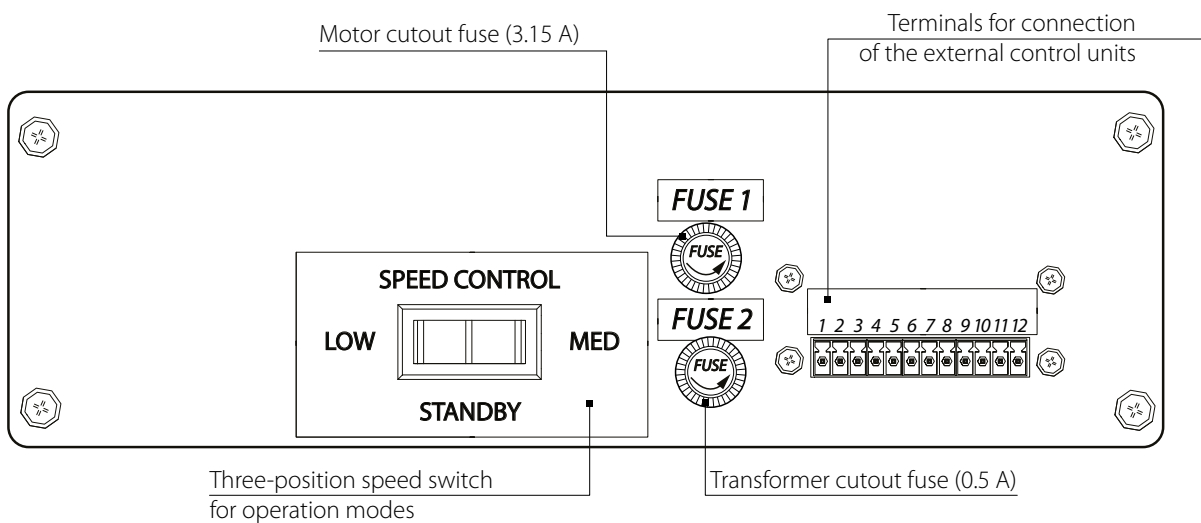 Motor cutout fuse (3.15 A)
Terminals for connection
of the external control units
FUSE 1
FUSE
SPEED CONTROL
LOW
MED
STANDBY
FUSE 2
FUSE
1 2 3 4 5 6 7 8 9 10 11 12
Three-position speed switch
for operation modes
Transformer cutout fuse (0.5 A)